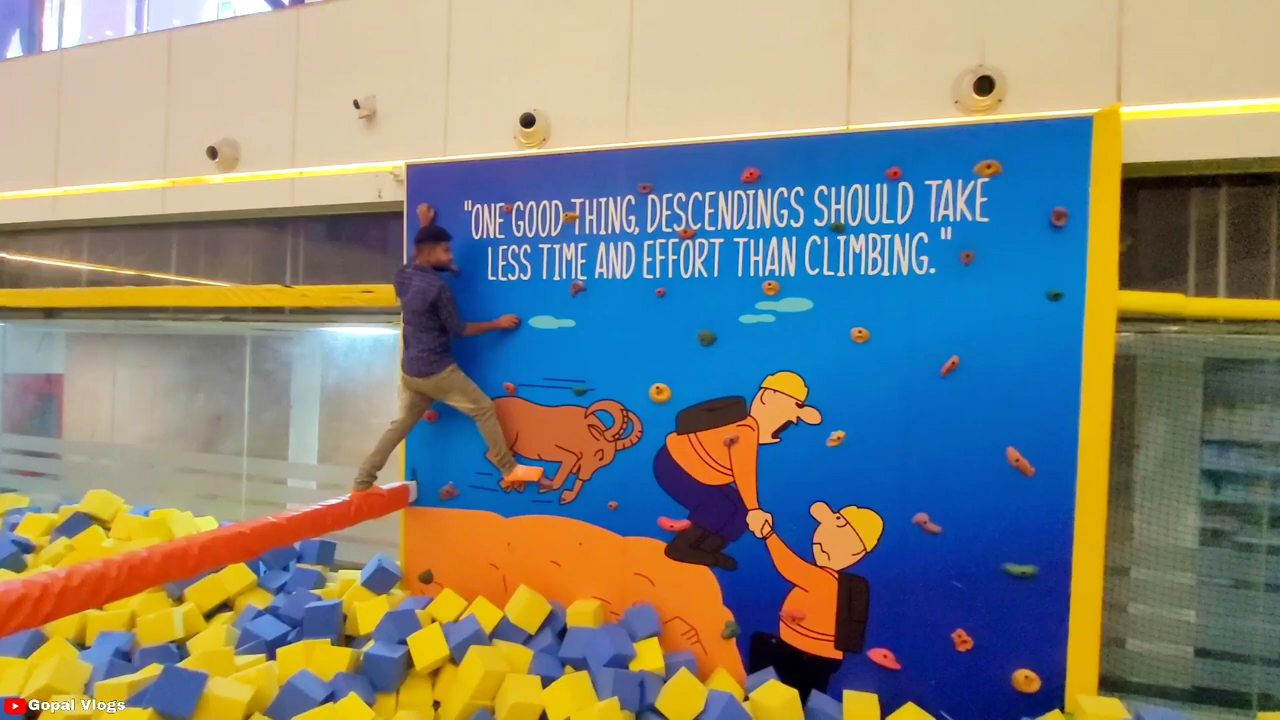 "ONE GOOD THING, DESCENDINGS SHOULD TAKE
LESS TIME AND EFFORT THAN CLIMBING."
Gopal Vlogs